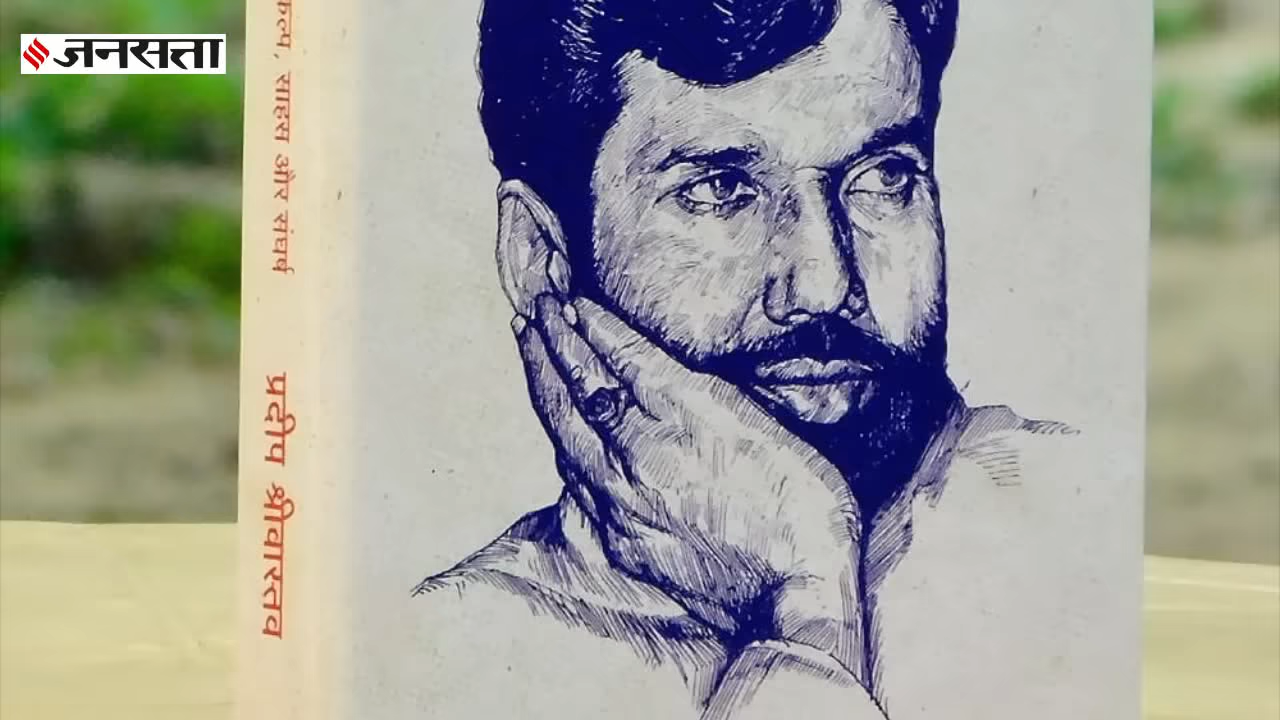 जनसत्ता
साहस और संघर्ष
प्रदीप श्रीवास्तव